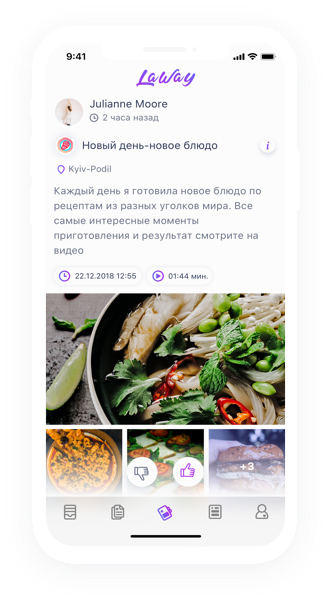 9:41
LaWay
Julianne Moore
2 часа назад
Новый день-новое блюдо
i
Kyiv-Podil
Каждый день я готовила новое блюдо по
рецептам из разных уголков мира. Все
самые интересные моменты
приготовления и результат смотрите на
видео
22.12.2018 12:55
01:44 мин.
+3